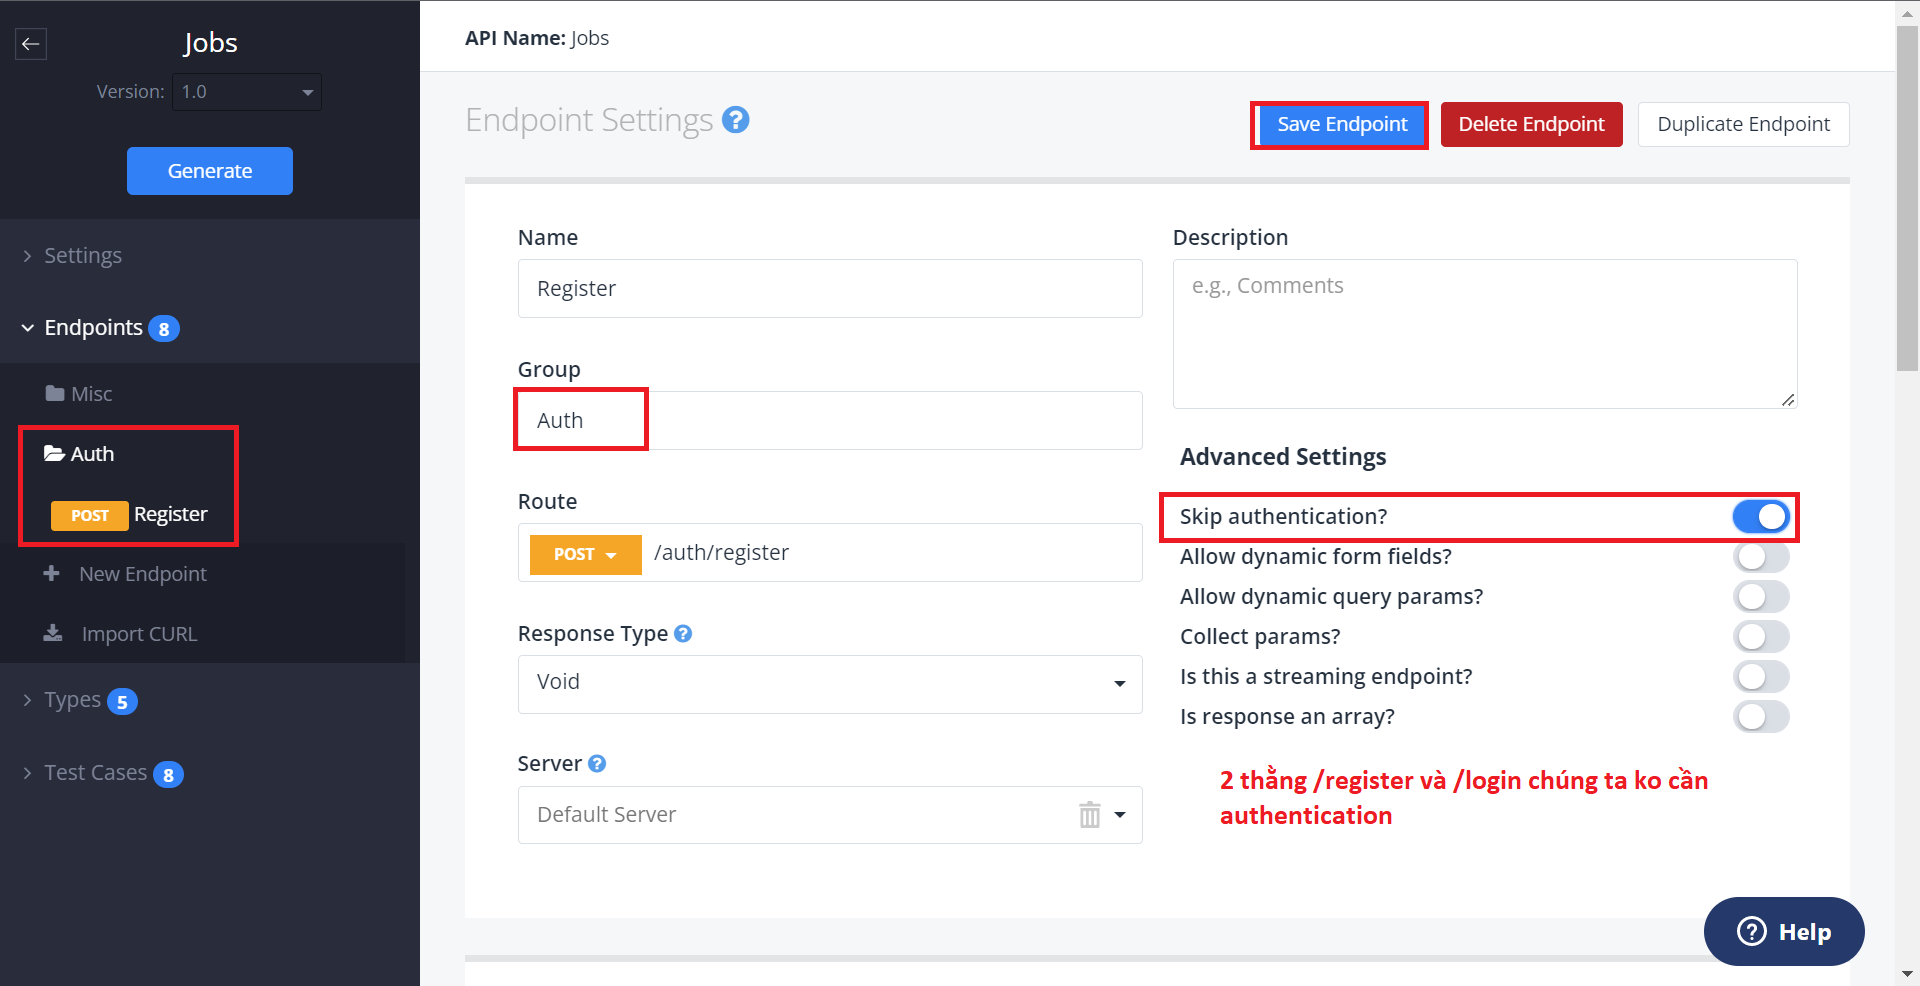 Jobs
Version: 1.0
Generate
Settings
Endpoints 8
Misc
Auth
POST Register
New Endpoint
Import CURL
Types 5
Test Cases 8
API Name: Jobs
Endpoint Settings ?
Save Endpoint
Delete Endpoint
Duplicate Endpoint
Name
Register
Group
Auth
Route
POST /auth/register
Response Type ?
Void
Server ?
Default Server
Description
e.g., Comments
Advanced Settings
Skip authentication?
Allow dynamic form fields?
Allow dynamic query params?
Collect params?
Is this a streaming endpoint?
Is response an array?
2 thằng /register và /login chúng ta ko cần
authentication
? Help